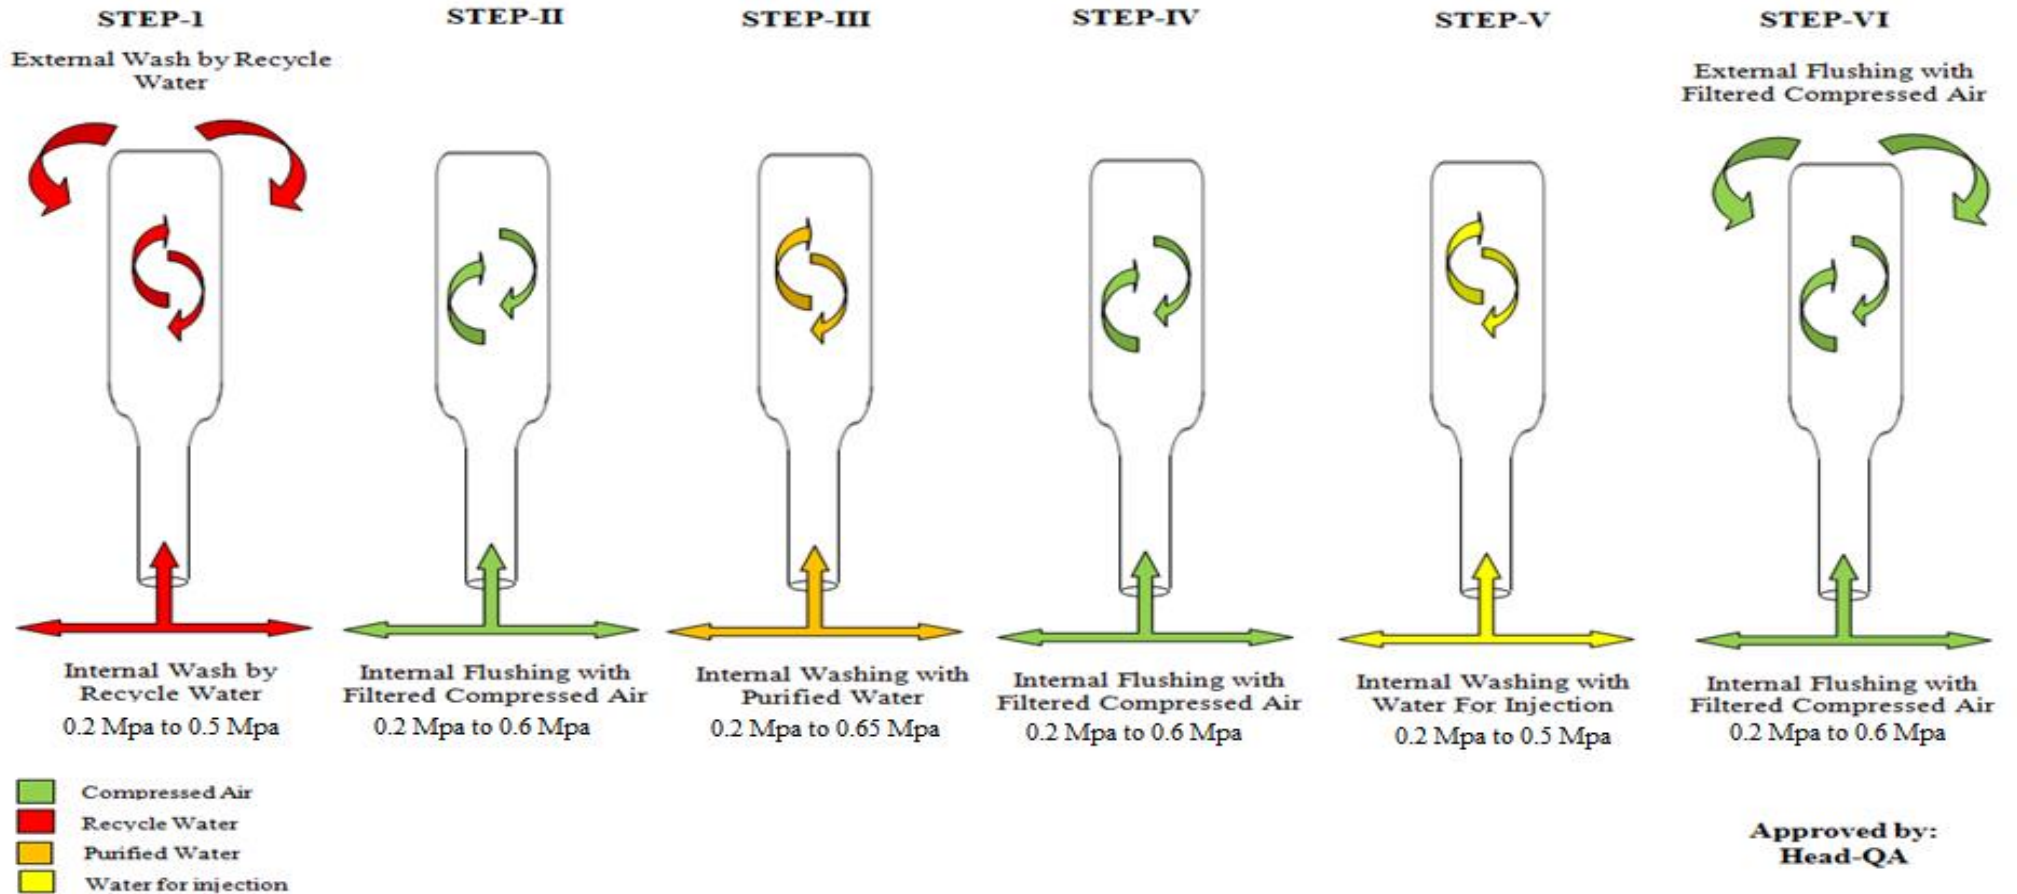 STEP-1
External Wash by Recycle
Water
Internal Wash by
Recycle Water
0.2 Mpa to 0.5 Mpa
STEP-II
Internal Flushing with
Filtered Compressed Air
0.2 Mpa to 0.6 Mpa
STEP-III
Internal Washing with
Purified Water
0.2 Mpa to 0.65 Mpa
STEP-IV
Internal Flushing with
Filtered Compressed Air
0.2 Mpa to 0.6 Mpa
STEP-V
Internal Washing with
Water For Injection
0.2 Mpa to 0.5 Mpa
STEP-VI
External Flushing with
Filtered Compressed Air
Internal Flushing with
Filtered Compressed Air
0.2 Mpa to 0.6 Mpa
Compressed Air
Recycle Water
Purified Water
Water for injection
Approved by:
Head-QA